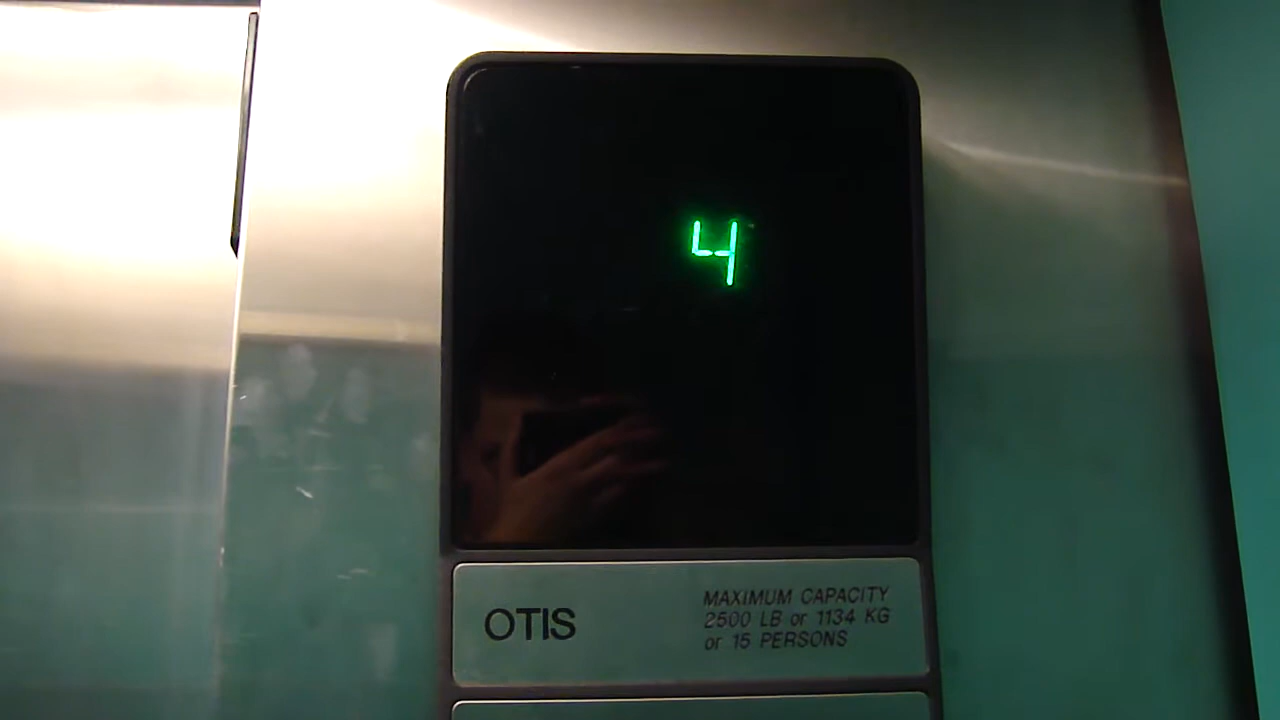 4
OTIS
MAXIMUM CAPACITY
2500 LB or 1134 KG
or 15 PERSONS